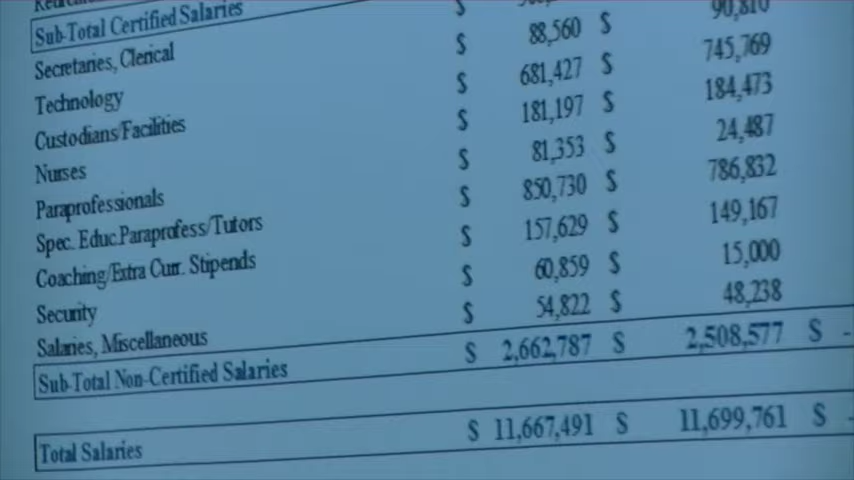 Sub-Total Certified Salaries
Secretaries, Clerical $
Technology $ 88,560 $ 90,810
Custodians/Facilities $ 681,427 $ 745,769
Nurses $ 181,197 $ 184,473
Paraprofessionals $ 81,353 $ 24,487
Spec. Educ.Paraprofess/Tutors $ 850,730 $ 786,832
Coaching/Extra Curr. Stipends $ 157,629 $ 149,167
Security $ 60,859 $ 15,000
Salaries, Miscellaneous $ 54,822 $ 48,238
Sub-Total Non-Certified Salaries $ 2,662,787 $ 2,508,577 $ -
Total Salaries $ 11,667,491 $ 11,699,761 $ -